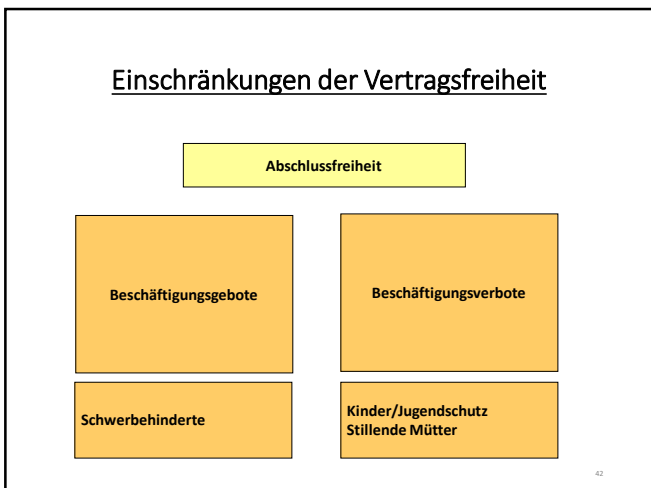 Einschränkungen der Vertragsfreiheit
Abschlussfreiheit
Beschäftigungsgebote
Beschäftigungsverbote
Schwerbehinderte
Kinder/Jugendschutz
Stillende Mütter
42